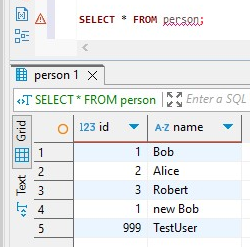 SELECT * FROM person;
person 1
SELECT * FROM person
Enter a SQL
Grid
Text
123 id
A-Z name
1 1 Bob
2 2 Alice
3 3 Robert
4 1 new Bob
5 999 TestUser